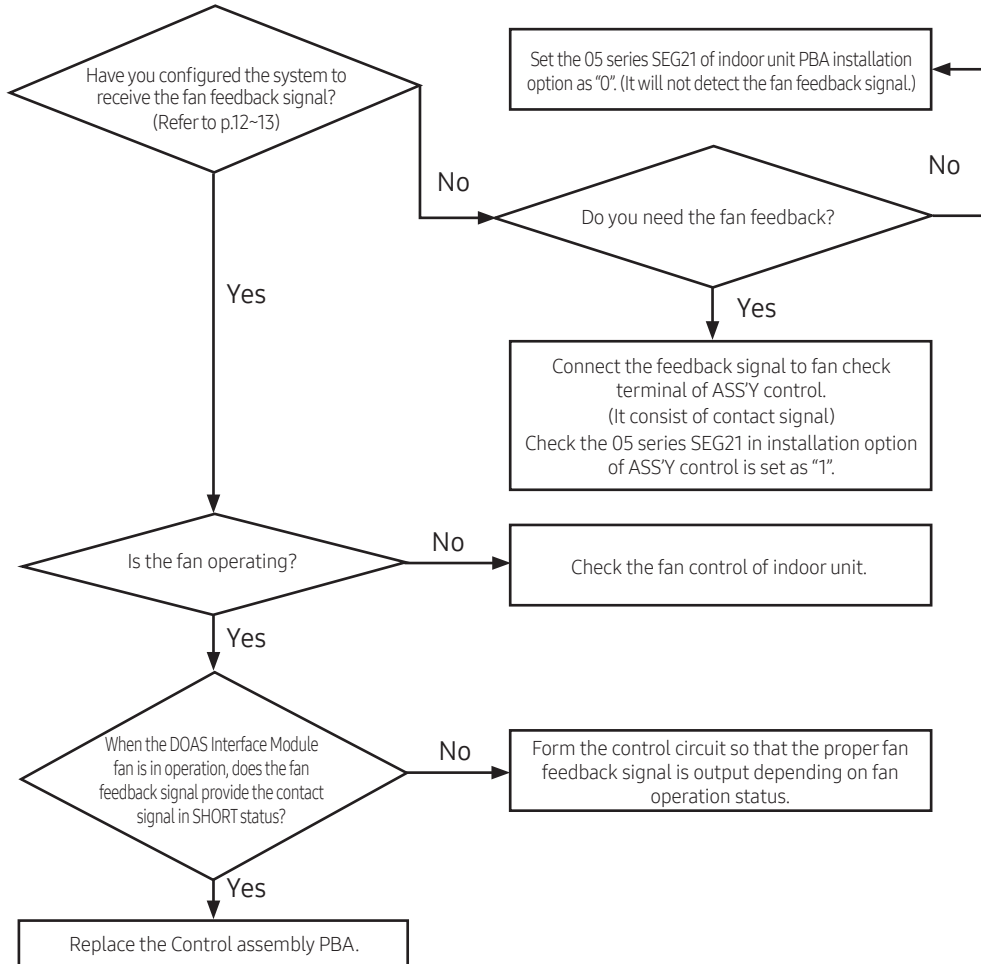 Have you configured the system to
receive the fan feedback signal?
(Refer to p.12~13)
Set the 05 series SEG21 of indoor unit PBA installation
option as "0". (It will not detect the fan feedback signal.)
No
Do you need the fan feedback?
No
Yes
Yes
Connect the feedback signal to fan check
terminal of ASS'Y control.
(It consist of contact signal)
Check the 05 series SEG21 in installation option
of ASS'Y control is set as "1".
Is the fan operating?
No
Check the fan control of indoor unit.
Yes
When the DOAS Interface Module
fan is in operation, does the fan
feedback signal provide the contact
signal in SHORT status?
No
Form the control circuit so that the proper fan
feedback signal is output depending on fan
operation status.
Yes
Replace the Control assembly PBA.